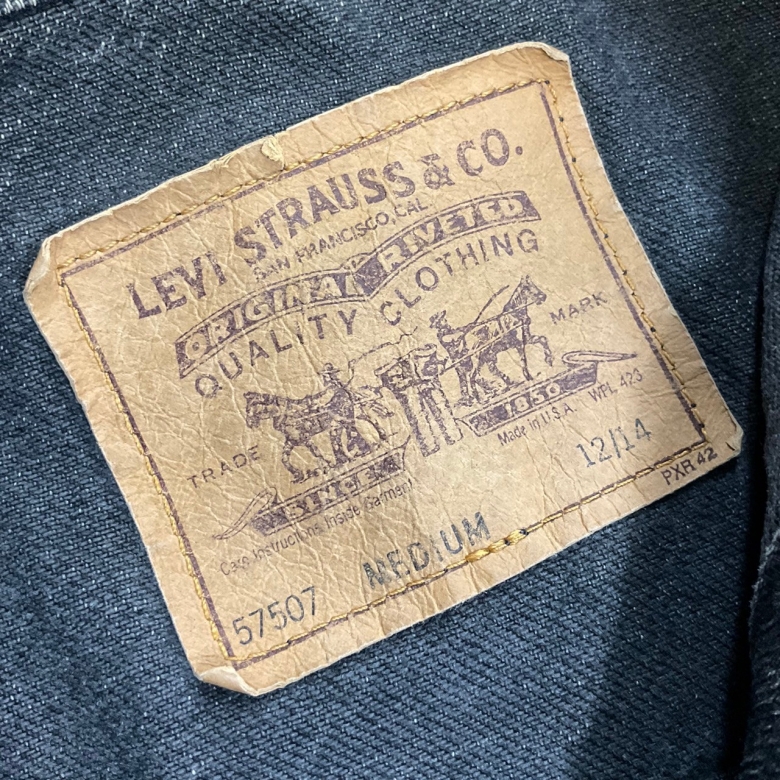 LEVI STRAUSS & CO.
SAN FRANCISCO, CAL
ORIGINAL RIVETED
QUALITY CLOTHING
TRADE MARK
SINCE 1850
Made in U.S.A. WPL 423
Care Instructions Inside Garment
12/14
PXR 42
MEDIUM
57507